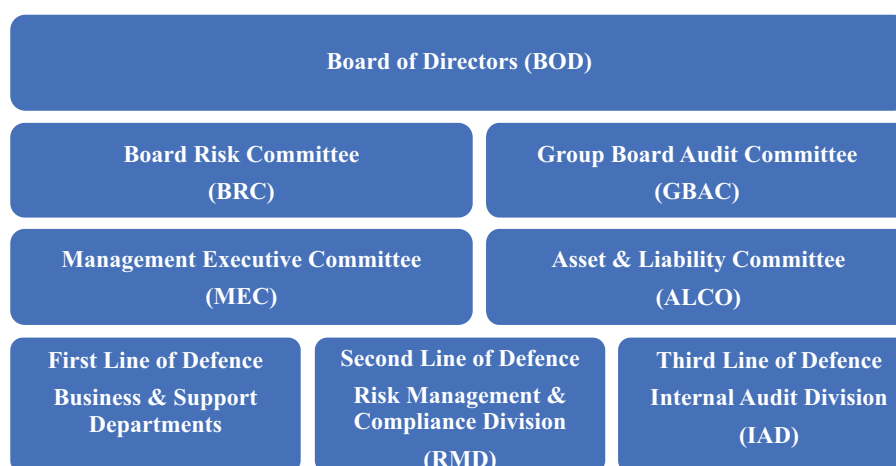 Board of Directors (BOD)
Board Risk Committee
(BRC)
Group Board Audit Committee
(GBAC)
Management Executive Committee
(MEC)
Asset & Liability Committee
(ALCO)
First Line of Defence
Business & Support
Departments
Second Line of Defence
Risk Management &
Compliance Division
(RMD)
Third Line of Defence
Internal Audit Division
(IAD)